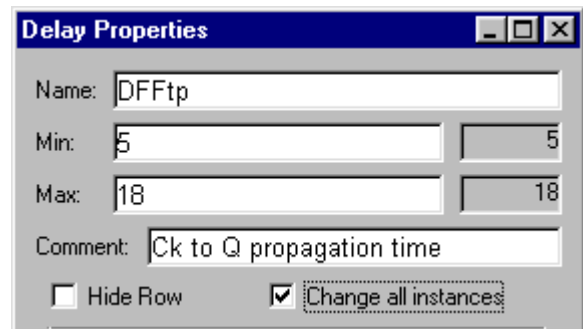 Delay Properties
Name: DFFtp
Min: 5 5
Max: 18 18
Comment: Ck to Q propagation time
Hide Row Change all instances